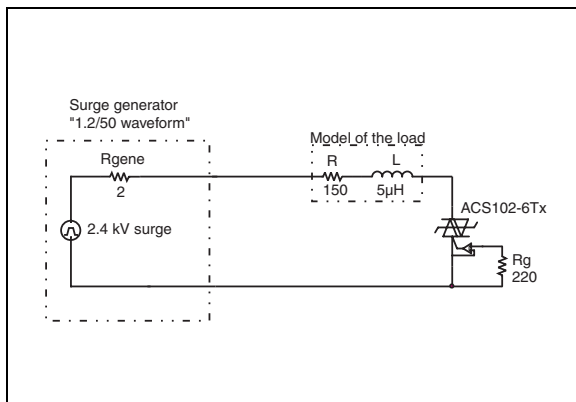 Surge generator
"1.2/50 waveform"
Model of the load
Rgene
2
R
150
L
5µH
2.4 kV surge
ACS102-6Tx
Rg
220